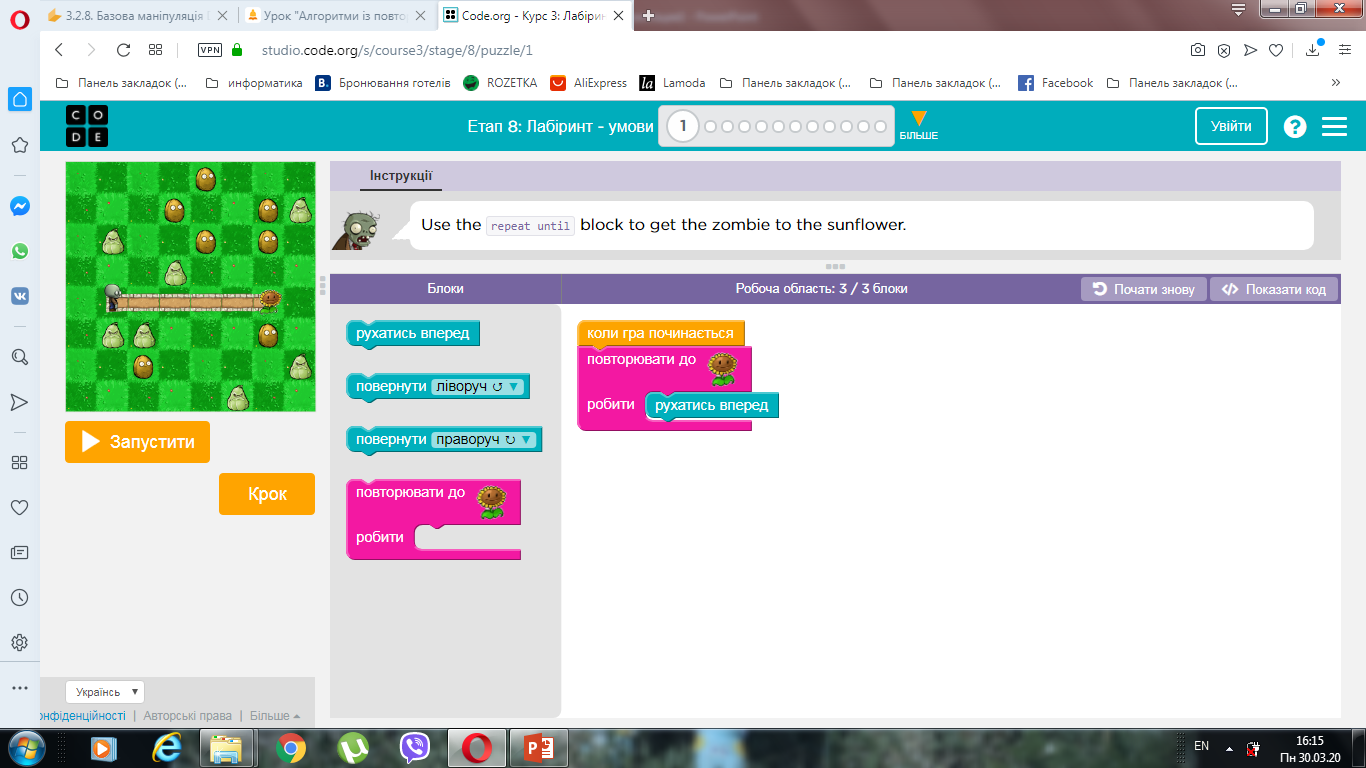 3.2.8. Базова маніпуляція
Урок "Алгоритми із повто
Code.org - Курс 3: Лабірин
VPN
studio.code.org/s/course3/stage/8/puzzle/1
Панель закладок (...
информатика
B.
Бронювання готелів
ROZETKA
AliExpress
la
Lamoda
Панель закладок (...
Панель закладок (...
Facebook
Панель закладок (...
»
C O
D E
Етап 8: Лабіринт - умови
1
БІЛЬШЕ
Увійти
?
Інструкції
Use the repeat until block to get the zombie to the sunflower.
Блоки
Робоча область: 3 / 3 блоки
Почати знову
Показати код
рухатись вперед
повернути ліворуч ↺ ▼
повернути праворуч ↻ ▼
повторювати до
робити
коли гра починається
повторювати до
робити
рухатись вперед
Запустити
Крок
Українсь
онфіденційності | Авторські права | Більше
EN
16:15
Пн 30.03.20